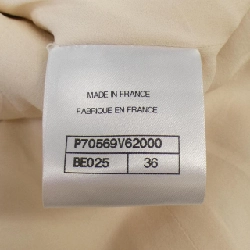 MADE IN FRANCE
FABRIQUE EN FRANCE
P70569V62000
BE025 36